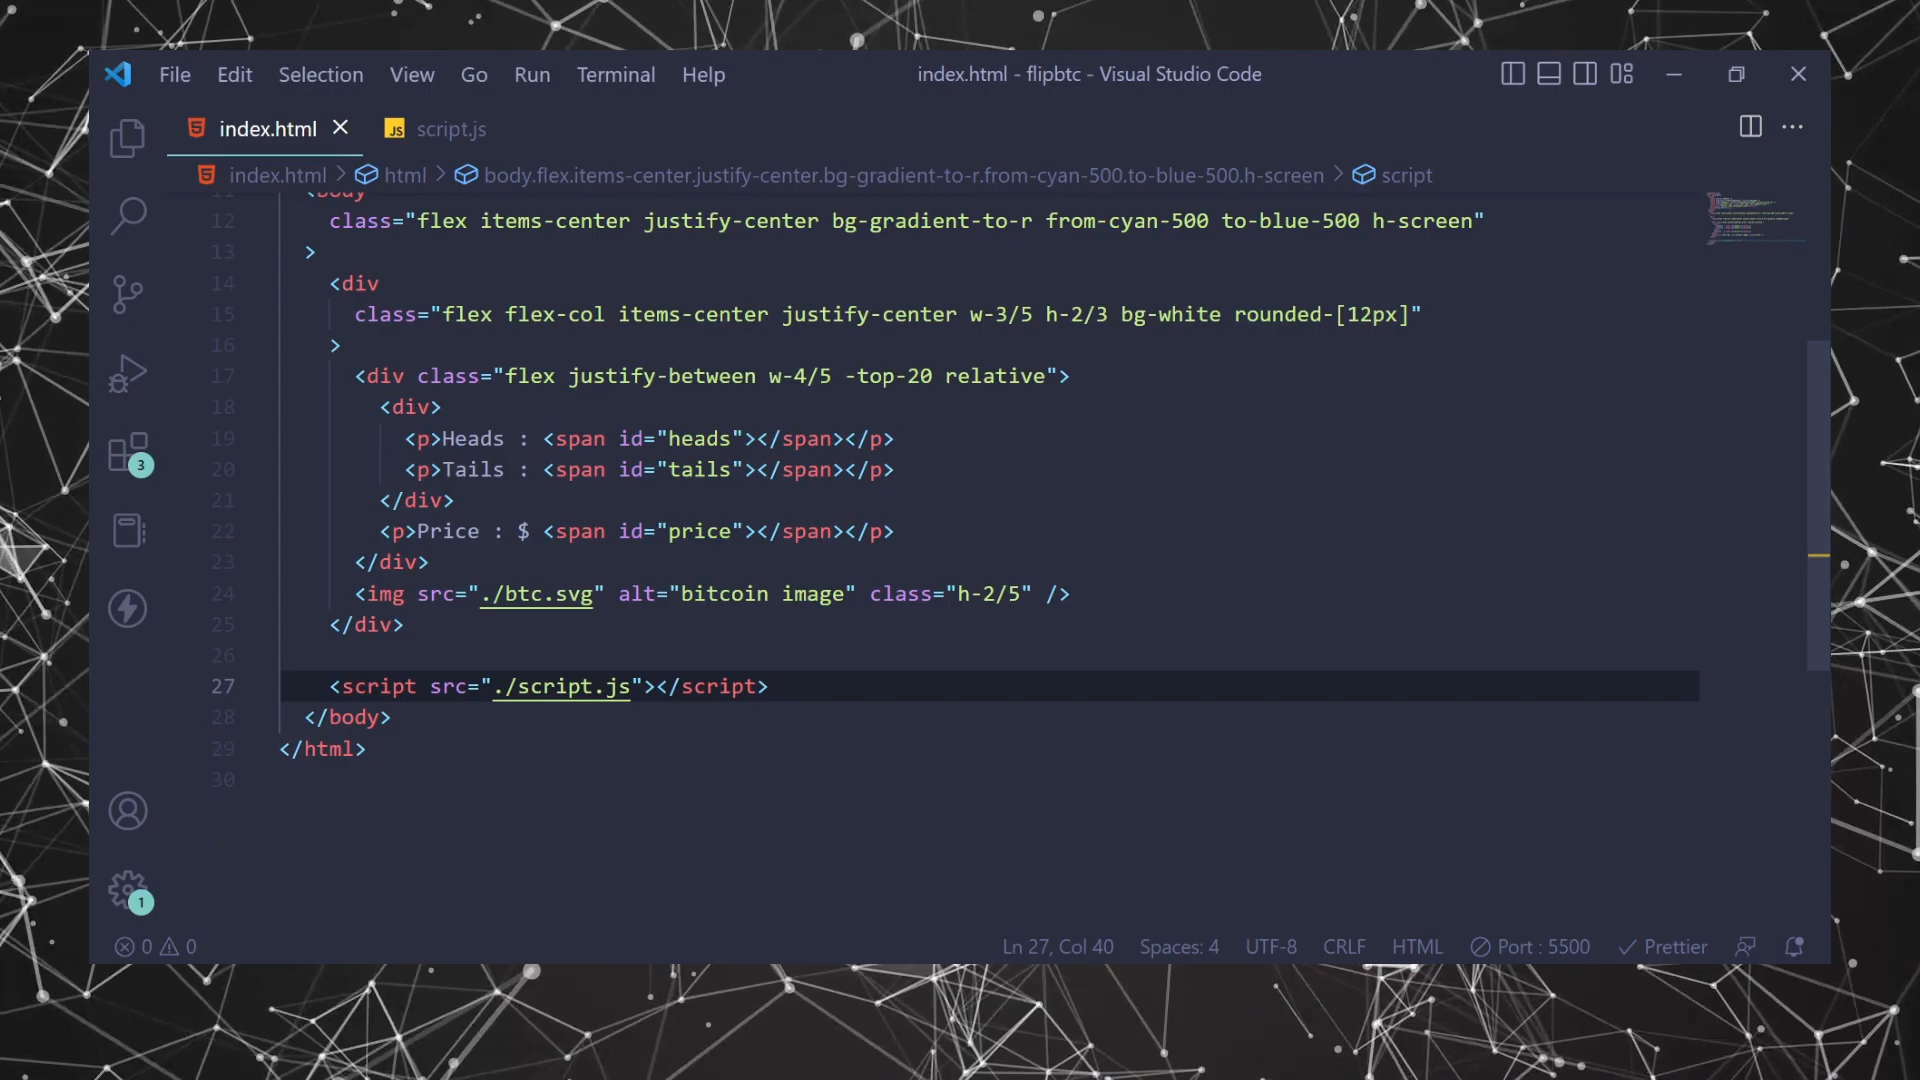 File Edit Selection View Go Run Terminal Help index.html - flipbtc - Visual Studio Code
index.html script.js
index.html > html > body.flex.items-center.justify-center.bg-gradient-to-r.from-cyan-500.to-blue-500.h-screen > script
11 <body
12 class="flex items-center justify-center bg-gradient-to-r from-cyan-500 to-blue-500 h-screen"
13 >
14 <div
15 class="flex flex-col items-center justify-center w-3/5 h-2/3 bg-white rounded-[12px]"
16 >
17 <div class="flex justify-between w-4/5 -top-20 relative">
18 <div>
19 <p>Heads : <span id="heads"></span></p>
20 <p>Tails : <span id="tails"></span></p>
21 </div>
22 <p>Price : $ <span id="price"></span></p>
23 </div>
24 <img src="./btc.svg" alt="bitcoin image" class="h-2/5" />
25 </div>
26
27 <script src="./script.js"></script>
28 </body>
29 </html>
30
3
1
0 0 Ln 27, Col 40 Spaces: 4 UTF-8 CRLF HTML Port : 5500 Prettier